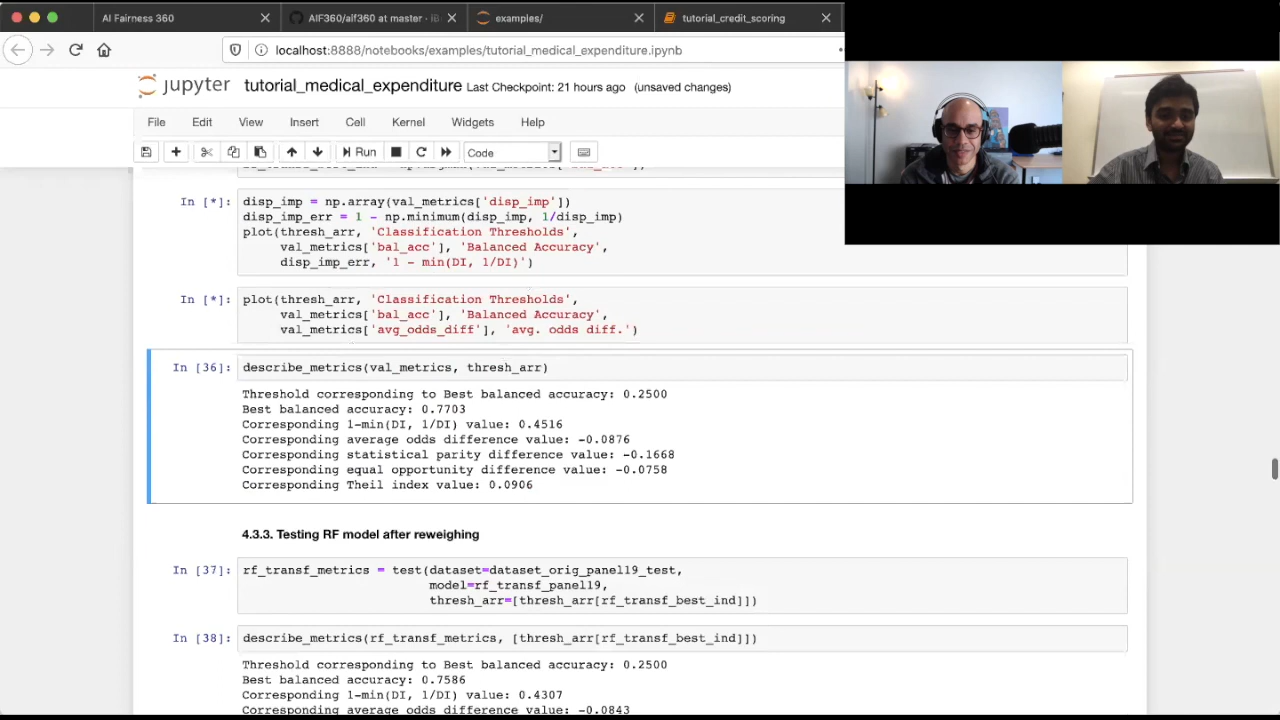 AI Fairness 360
AIF360/aif360 at master · IB
examples/
tutorial_credit_scoring
localhost:8888/notebooks/examples/tutorial_medical_expenditure.ipynb
jupyter tutorial_medical_expenditure Last Checkpoint: 21 hours ago (unsaved changes)
File Edit View Insert Cell Kernel Widgets Help
Run Code
In [*]: disp_imp = np.array(val_metrics['disp_imp'])
disp_imp_err = 1 - np.minimum(disp_imp, 1/disp_imp)
plot(thresh_arr, 'Classification Thresholds',
val_metrics['bal_acc'], 'Balanced Accuracy',
disp_imp_err, '1 - min(DI, 1/DI)')
In [*]: plot(thresh_arr, 'Classification Thresholds',
val_metrics['bal_acc'], 'Balanced Accuracy',
val_metrics['avg_odds_diff'], 'avg. odds diff.')
In [36]: describe_metrics(val_metrics, thresh_arr)
Threshold corresponding to Best balanced accuracy: 0.2500
Best balanced accuracy: 0.7703
Corresponding 1-min(DI, 1/DI) value: 0.4516
Corresponding average odds difference value: -0.0876
Corresponding statistical parity difference value: -0.1668
Corresponding equal opportunity difference value: -0.0758
Corresponding Theil index value: 0.0906
4.3.3. Testing RF model after reweighing
In [37]: rf_transf_metrics = test(dataset=dataset_orig_panel19_test,
model=rf_transf_panel19,
thresh_arr=[thresh_arr[rf_transf_best_ind]])
In [38]: describe_metrics(rf_transf_metrics, [thresh_arr[rf_transf_best_ind]])
Threshold corresponding to Best balanced accuracy: 0.2500
Best balanced accuracy: 0.7586
Corresponding 1-min(DI, 1/DI) value: 0.4307
Corresponding average odds difference value: -0.0843